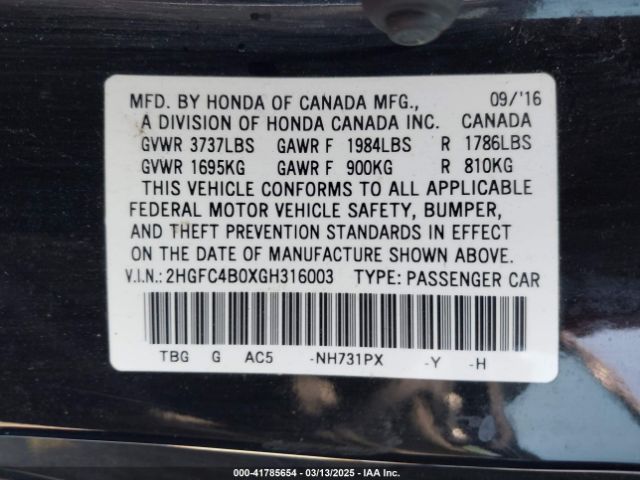 MFD. BY HONDA OF CANADA MFG., 09/'16
A DIVISION OF HONDA CANADA INC. CANADA
GVWR 3737LBS GAWR F 1984LBS R 1786LBS
GVWR 1695KG GAWR F 900KG R 810KG
THIS VEHICLE CONFORMS TO ALL APPLICABLE
FEDERAL MOTOR VEHICLE SAFETY, BUMPER,
AND THEFT PREVENTION STANDARDS IN EFFECT
ON THE DATE OF MANUFACTURE SHOWN ABOVE.
V.I.N.: 2HGFC4B0XGH316003 TYPE: PASSENGER CAR
TBG G AC5 -NH731PX -Y -H
000-41785654 - 03/13/2025 - IAA Inc.